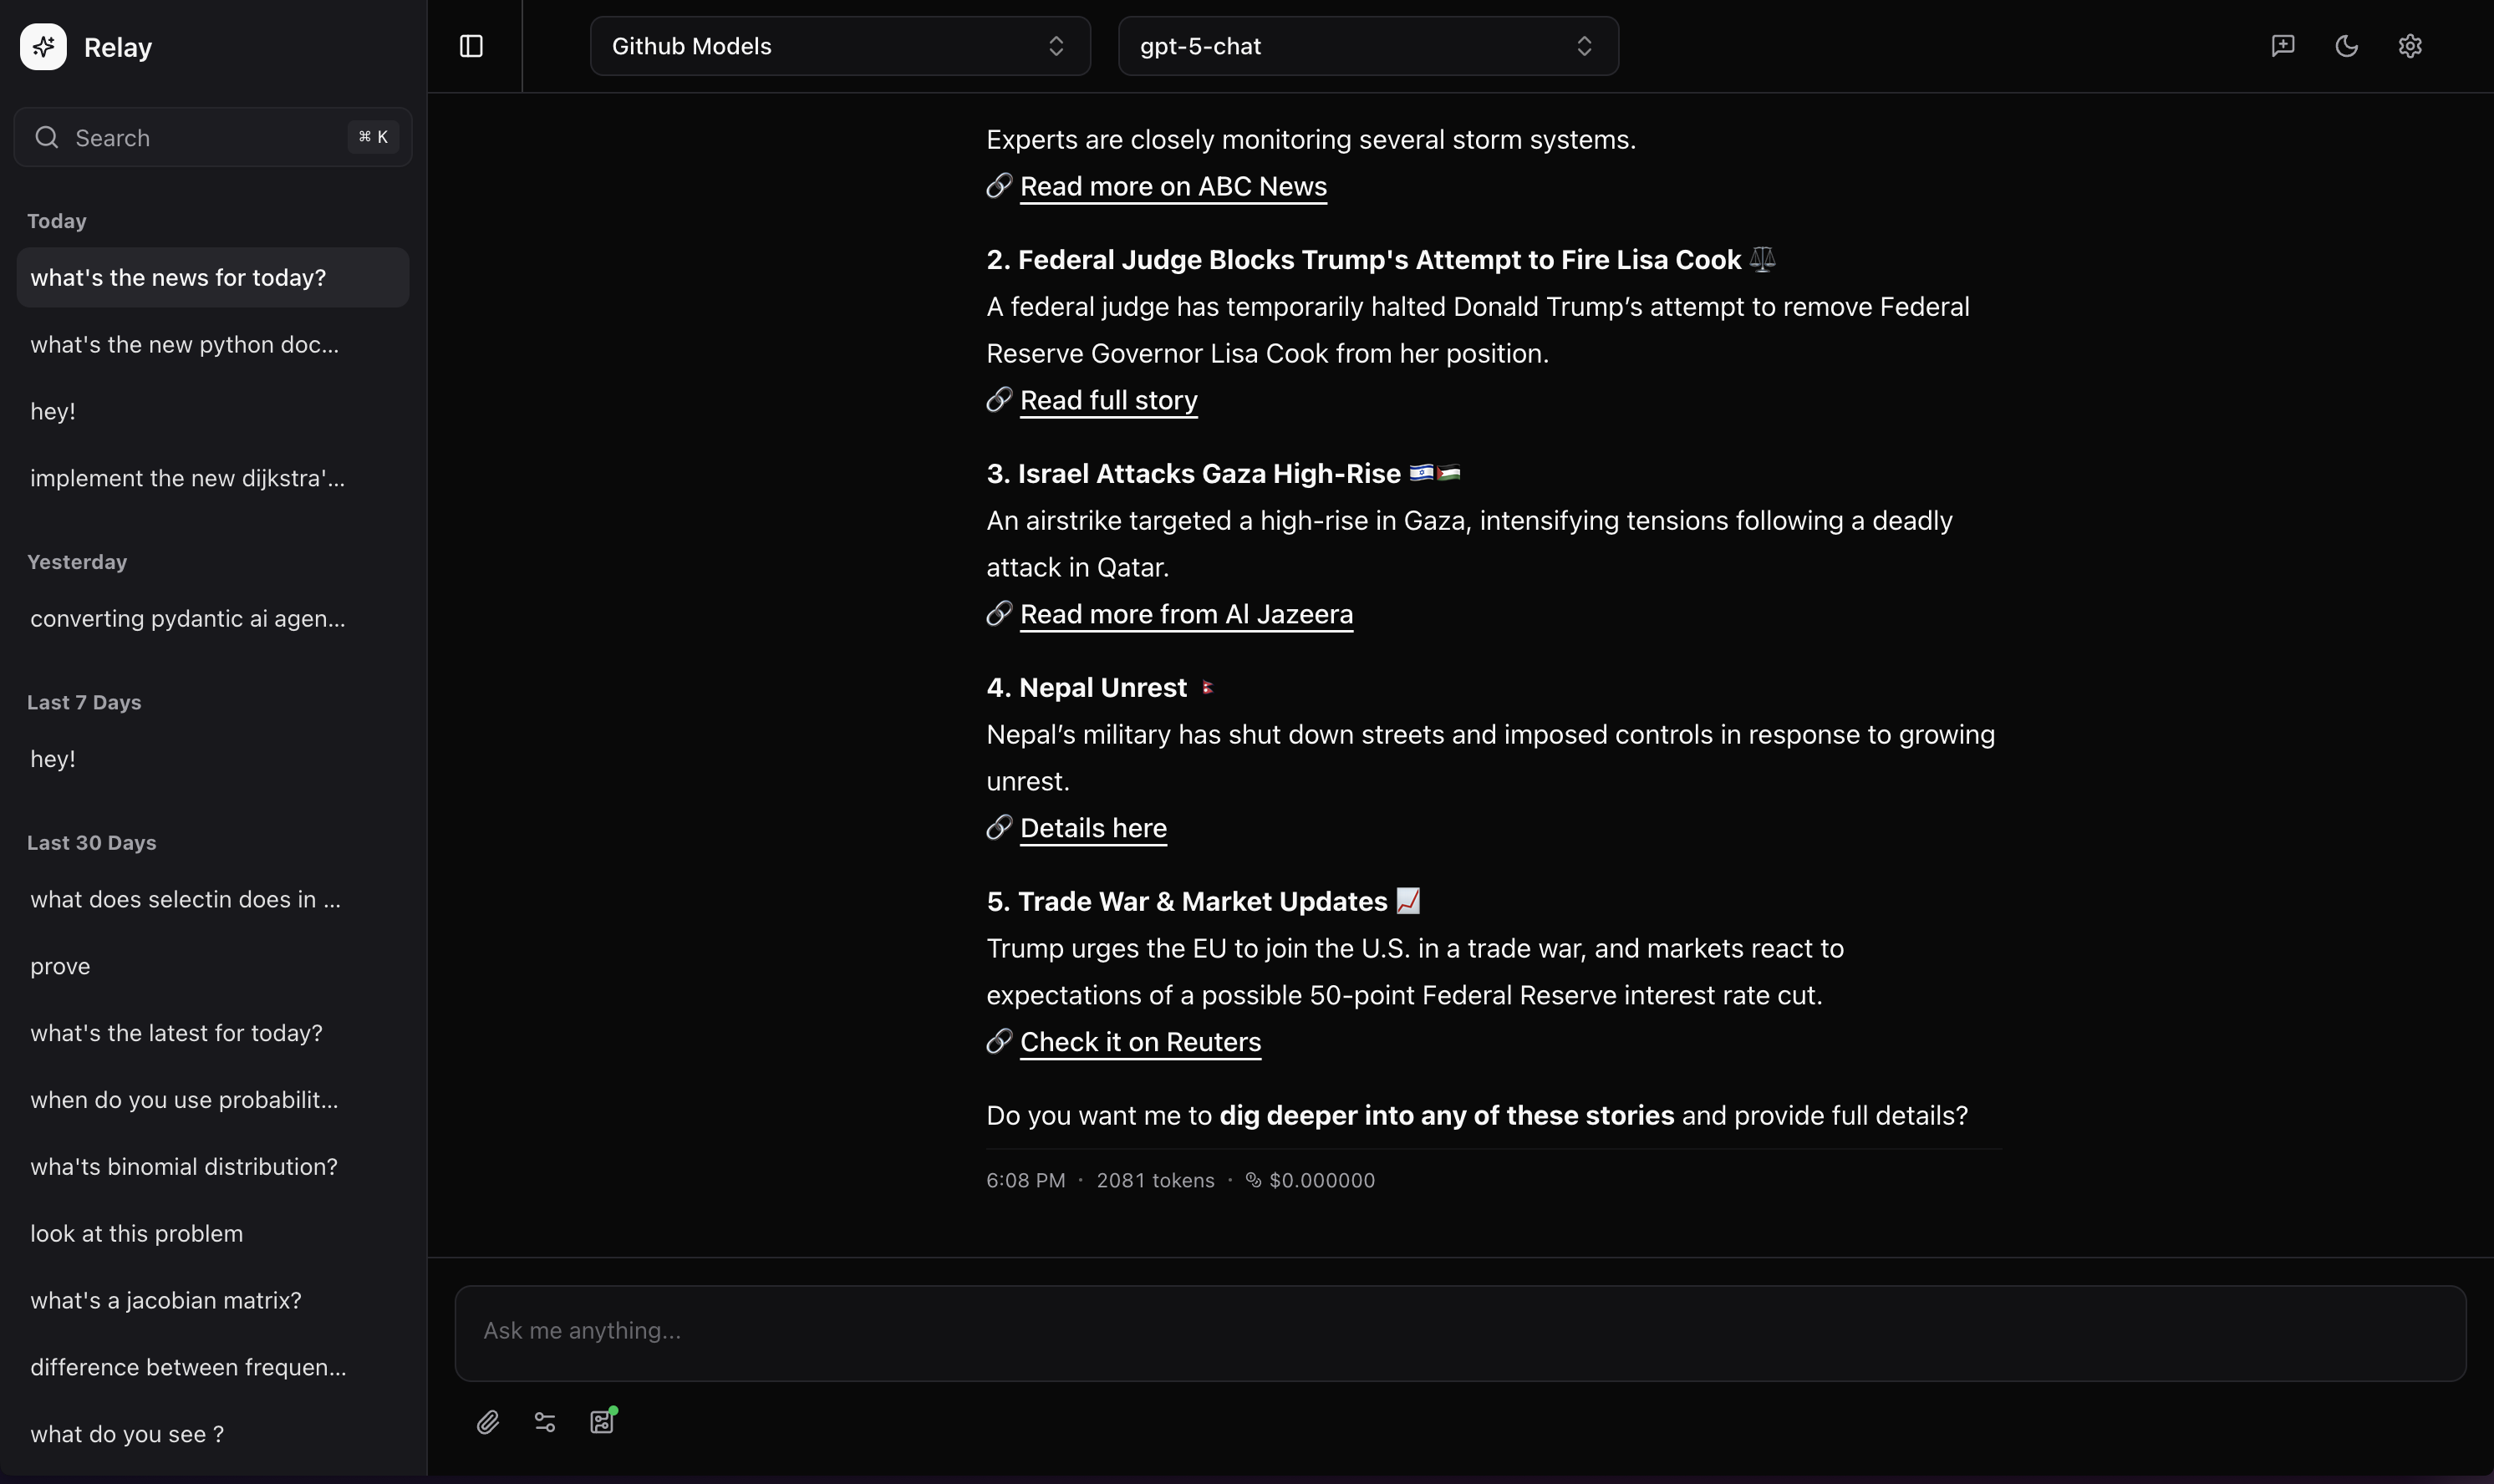 Relay
Search
⌘ K
Today
what's the news for today?
what's the new python doc...
hey!
implement the new dijkstra'...
Yesterday
converting pydantic ai agen...
Last 7 Days
hey!
Last 30 Days
what does selectin does in ...
prove
what's the latest for today?
when do you use probabilit...
wha'ts binomial distribution?
look at this problem
what's a jacobian matrix?
difference between frequen...
what do you see ?
Github Models
gpt-5-chat
Experts are closely monitoring several storm systems.
🔗 Read more on ABC News
2. Federal Judge Blocks Trump's Attempt to Fire Lisa Cook ⚖️
A federal judge has temporarily halted Donald Trump’s attempt to remove Federal
Reserve Governor Lisa Cook from her position.
🔗 Read full story
3. Israel Attacks Gaza High-Rise 🇮🇱🇵🇸
An airstrike targeted a high-rise in Gaza, intensifying tensions following a deadly
attack in Qatar.
🔗 Read more from Al Jazeera
4. Nepal Unrest 🇳🇵
Nepal’s military has shut down streets and imposed controls in response to growing
unrest.
🔗 Details here
5. Trade War & Market Updates 📈
Trump urges the EU to join the U.S. in a trade war, and markets react to
expectations of a possible 50-point Federal Reserve interest rate cut.
🔗 Check it on Reuters
Do you want me to dig deeper into any of these stories and provide full details?
6:08 PM · 2081 tokens · $0.000000
Ask me anything...